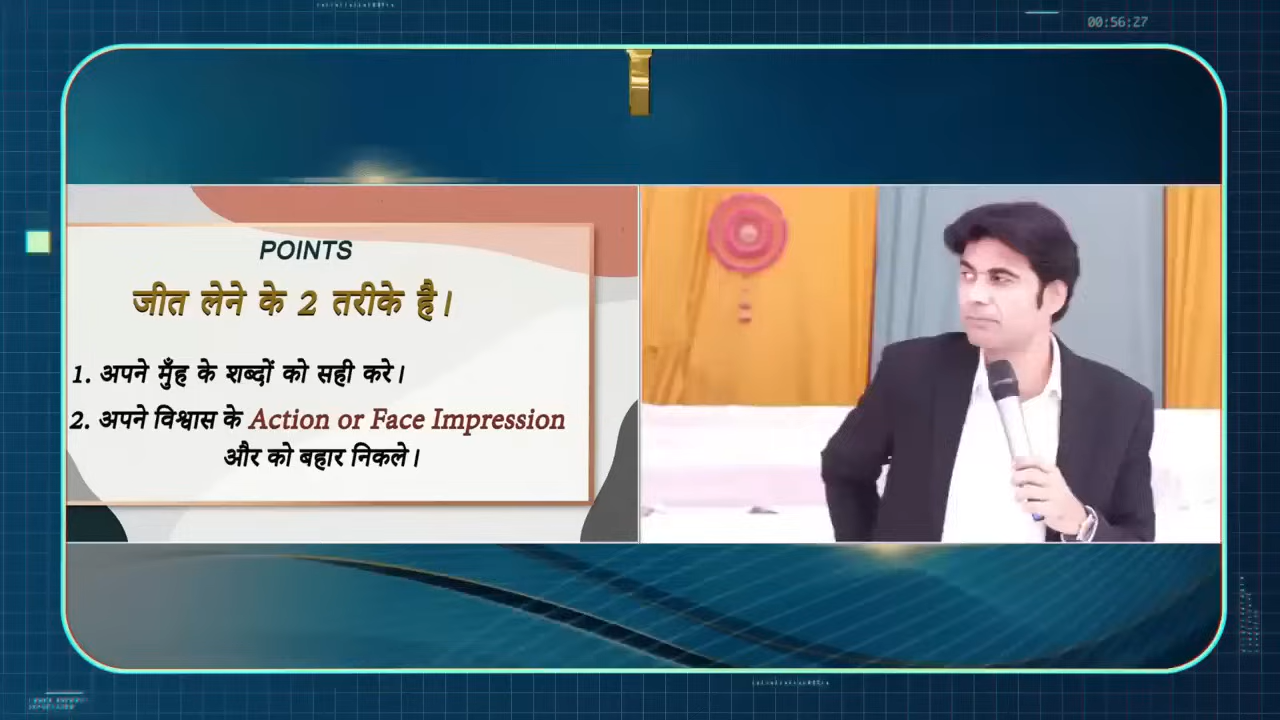 00:56:27
POINTS
जीत लेने के 2 तरीके है।
1. अपने मुँह के शब्दों को सही करे।
2. अपने विश्वास के Action or Face Impression
और को बहार निकले।